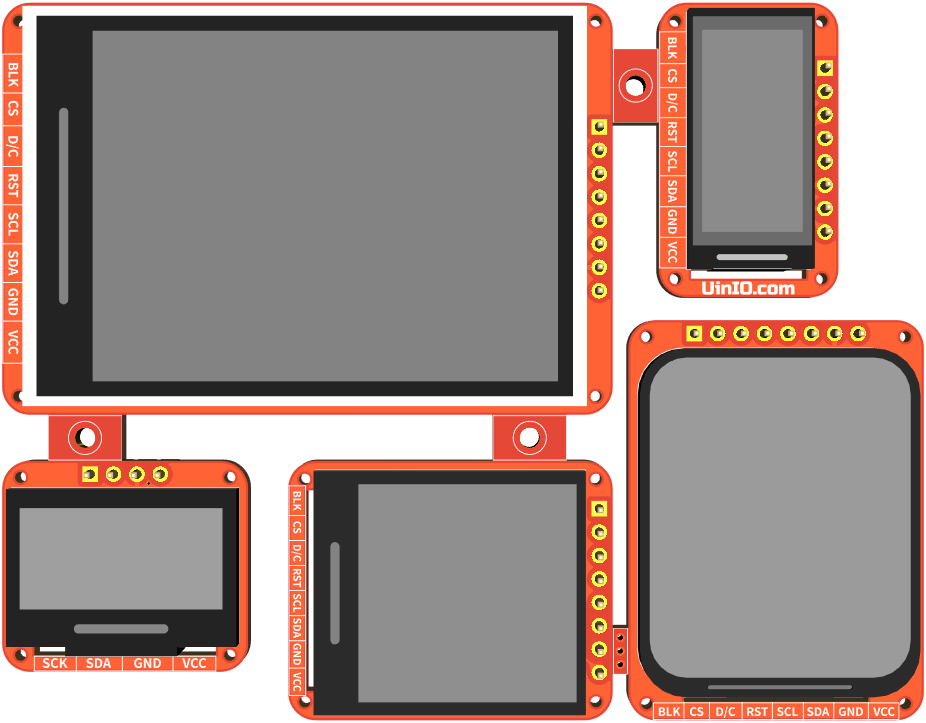 BLK
CS
D/C
RST
SCL
SDA
GND
VCC
BLK
CS
D/C
RST
SCL
SDA
GND
VCC
UinIO.com
SCK SDA GND VCC
BLK
CS
D/C
RST
SCL
SDA
GND
VCC
BLK CS D/C RST SCL SDA GND VCC